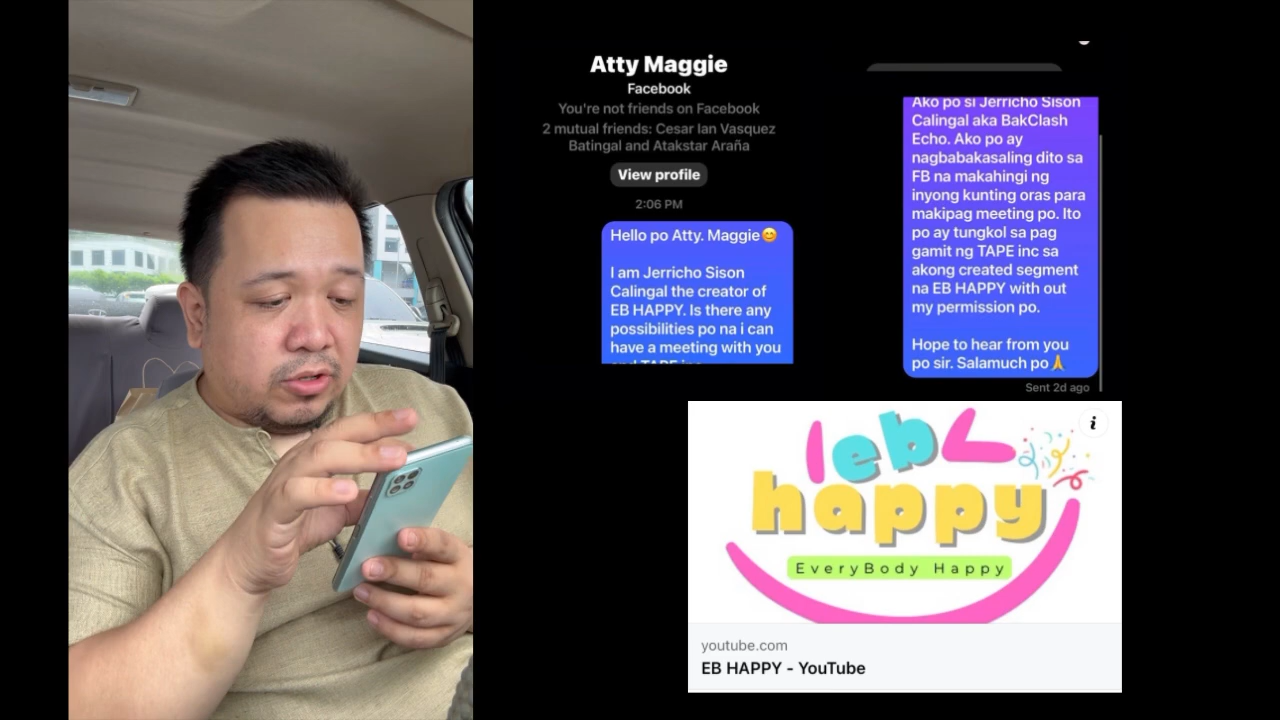 Atty Maggie
Facebook
You're not friends on Facebook
2 mutual friends: Cesar Ian Vasquez
Batingal and Atakstar Araña
View profile
2:06 PM
Hello po Atty. Maggie😊
I am Jerricho Sison
Calingal the creator of
EB HAPPY. Is there any
possibilities po na i can
have a meeting with you
Ako po si Jerricho Sison
Calingal aka BakClash
Echo. Ako po ay
nagbabakasaling dito sa
FB na makahingi ng
inyong kunting oras para
makipag meeting po. Ito
po ay tungkol sa pag
gamit ng TAPE inc sa
akong created segment
na EB HAPPY with out
my permission po.
Hope to hear from you
po sir. Salamuch po🙏
Sent 2d ago
eb
happy
EveryBody Happy
i
youtube.com
EB HAPPY - YouTube